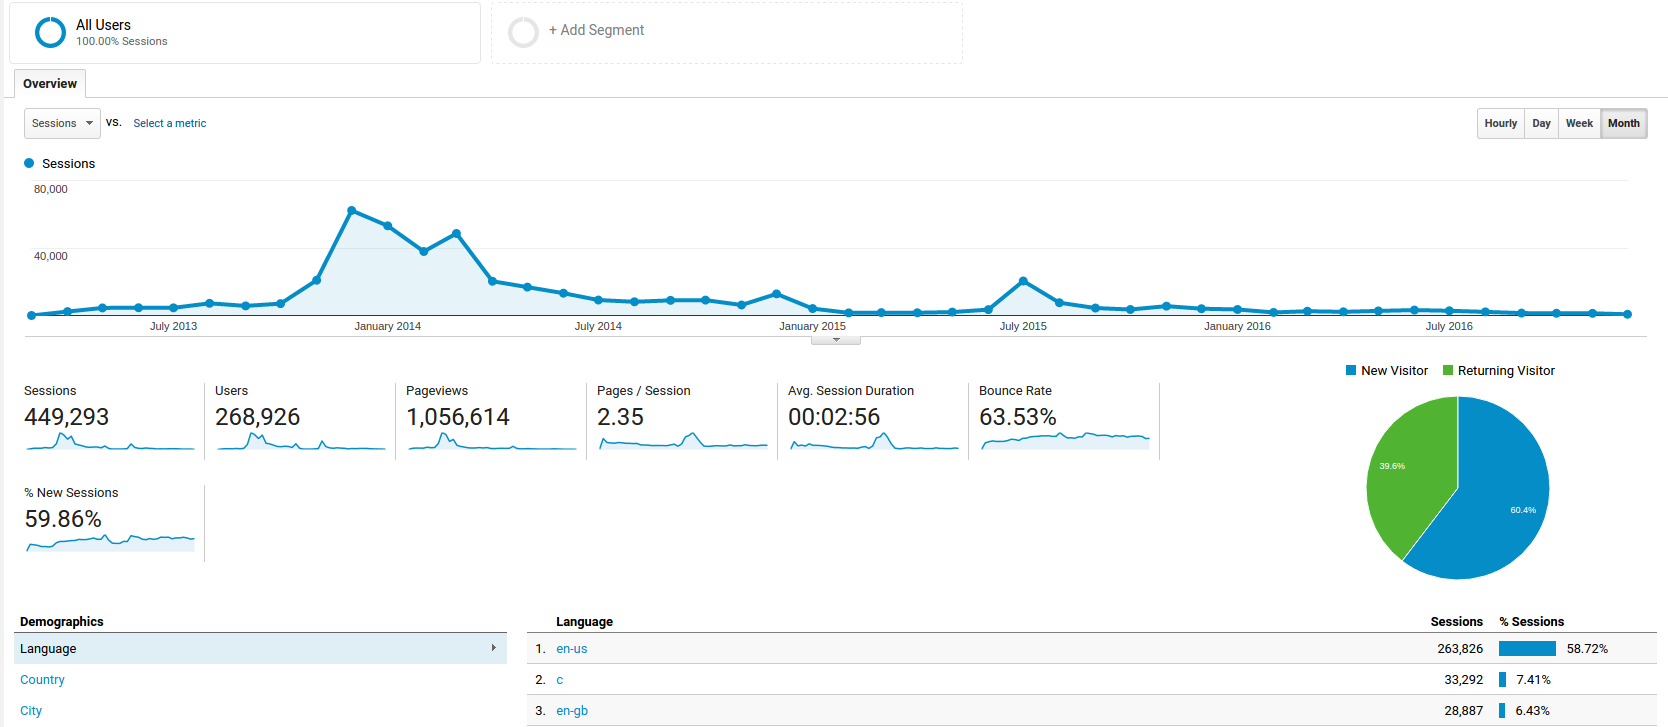 All Users
100.00% Sessions
+ Add Segment
Overview
Sessions vs. Select a metric
Hourly Day Week Month
Sessions
80,000
40,000
July 2013 January 2014 July 2014 January 2015 July 2015 January 2016 July 2016
New Visitor Returning Visitor
Sessions Users Pageviews Pages / Session Avg. Session Duration Bounce Rate
449,293 268,926 1,056,614 2.35 00:02:56 63.53%
39.6%
60.4%
% New Sessions
59.86%
Demographics
Language
Country
City
Language Sessions % Sessions
1. en-us 263,826 58.72%
2. c 33,292 7.41%
3. en-gb 28,887 6.43%